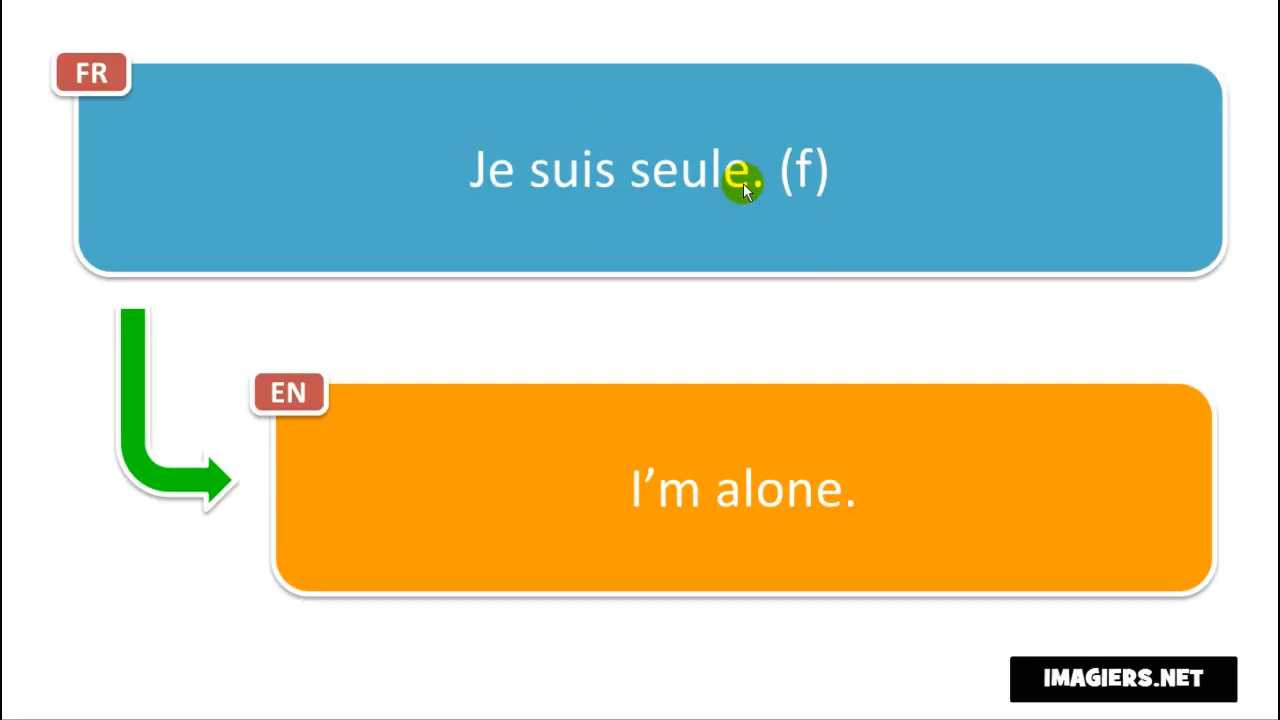 FR
Je suis seule. (f)
EN
I’m alone.
IMAGIERS.NET